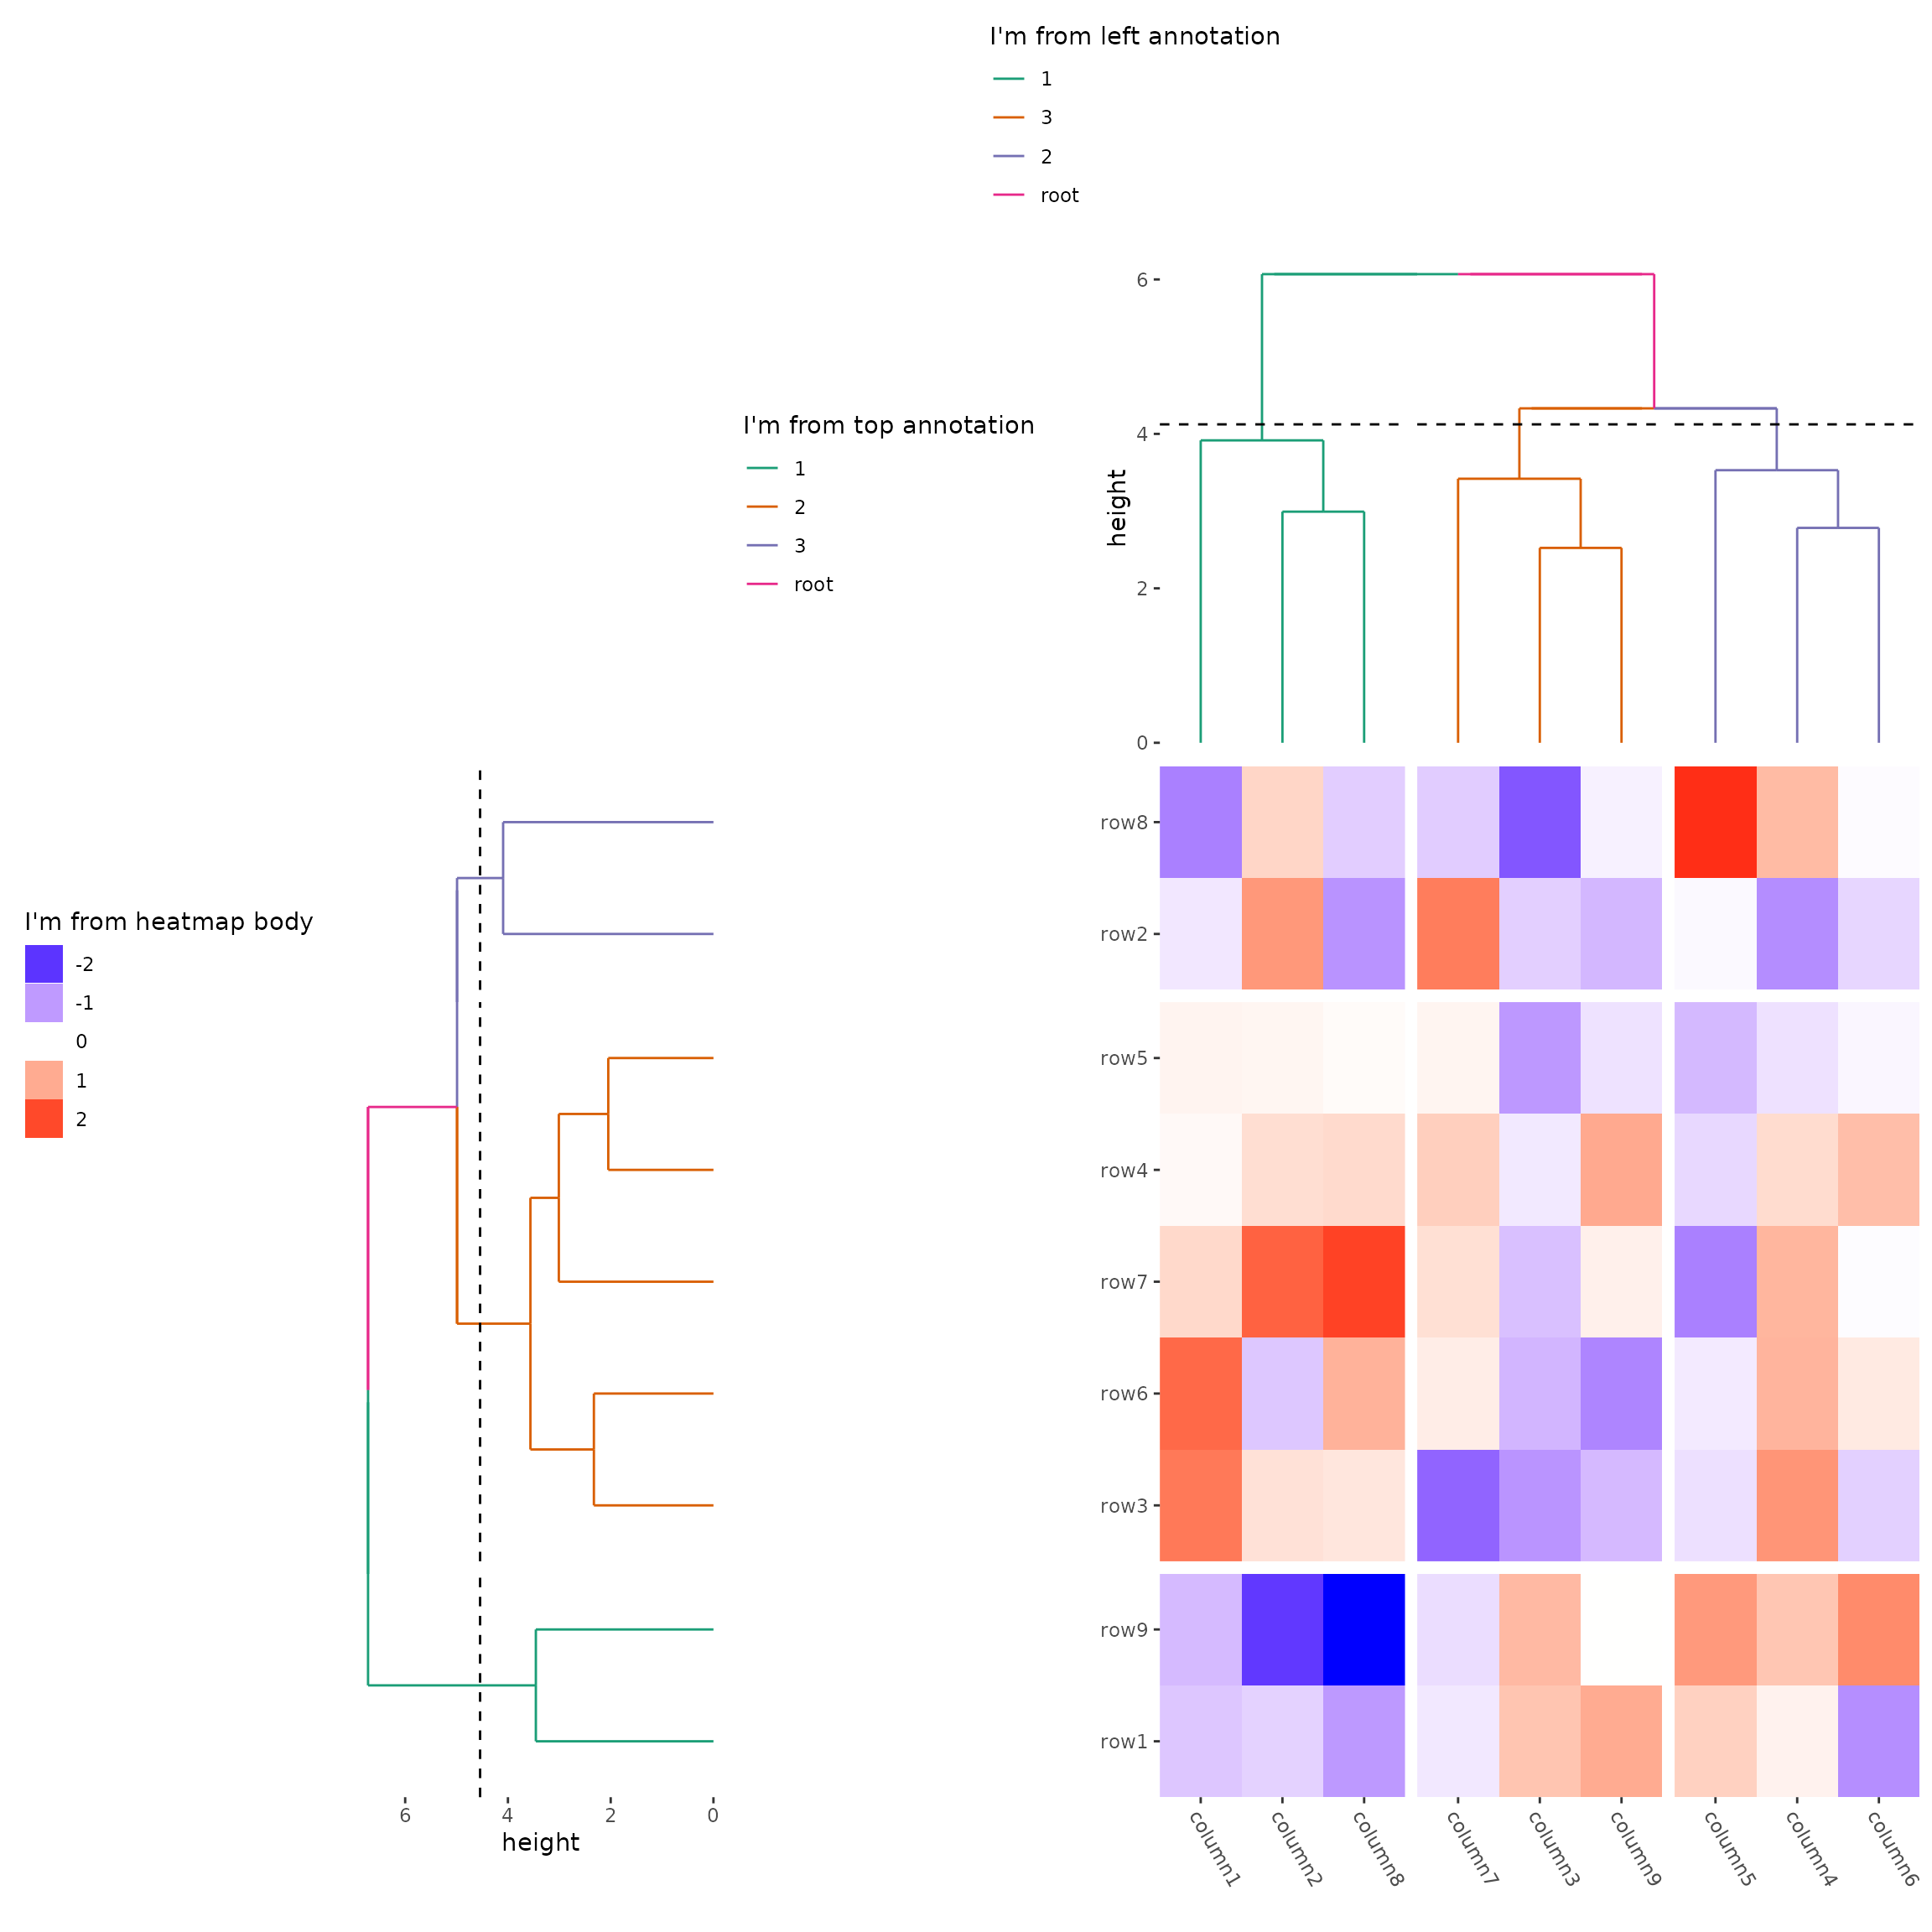 I'm from left annotation
1
3
2
root
6
4
2
0
height
I'm from top annotation
1
2
3
root
I'm from heatmap body
-2
-1
0
1
2
row8
row2
row5
row4
row7
row6
row3
row9
row1
6 4 2 0
height
column1 column2 column8 column7 column3 column9 column5 column4 column6